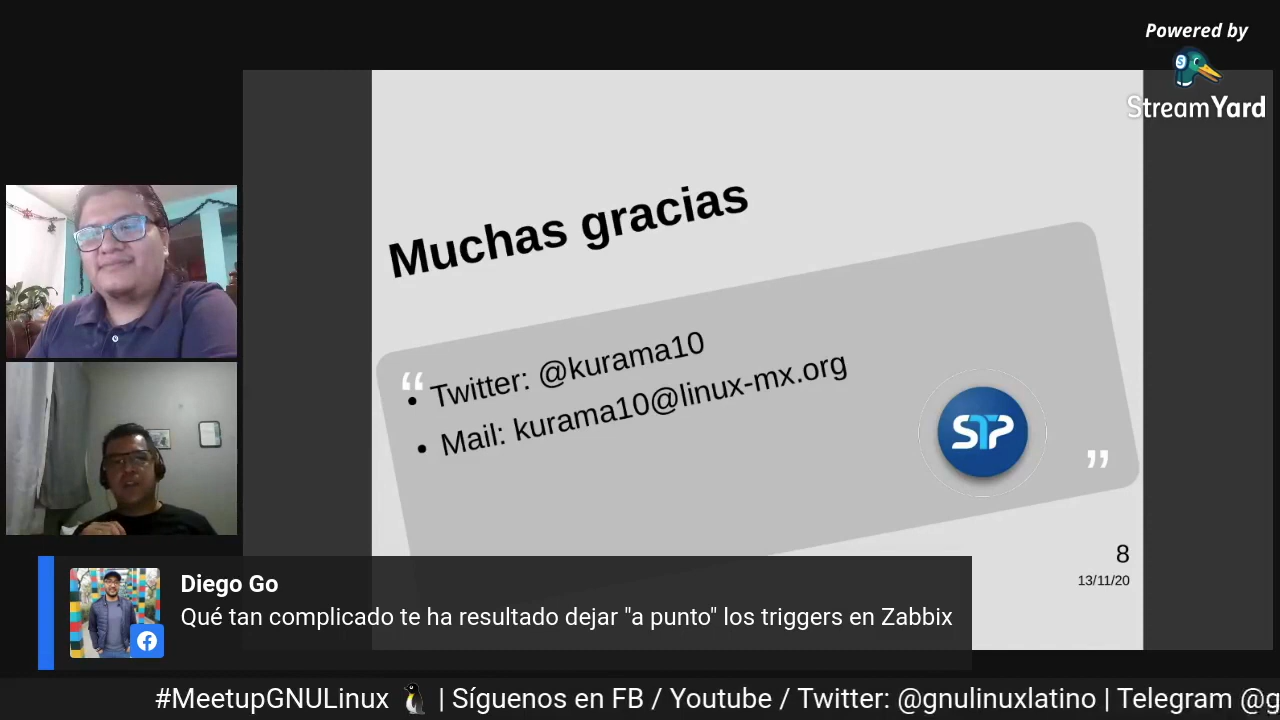 Powered by
StreamYard
Muchas gracias
“
• Twitter: @kurama10
• Mail: kurama10@linux-mx.org
STP
”
8
13/11/20
Diego Go
Qué tan complicado te ha resultado dejar "a punto" los triggers en Zabbix
#MeetupGNULinux 🐧 | Síguenos en FB / Youtube / Twitter: @gnulinuxlatino | Telegram @g